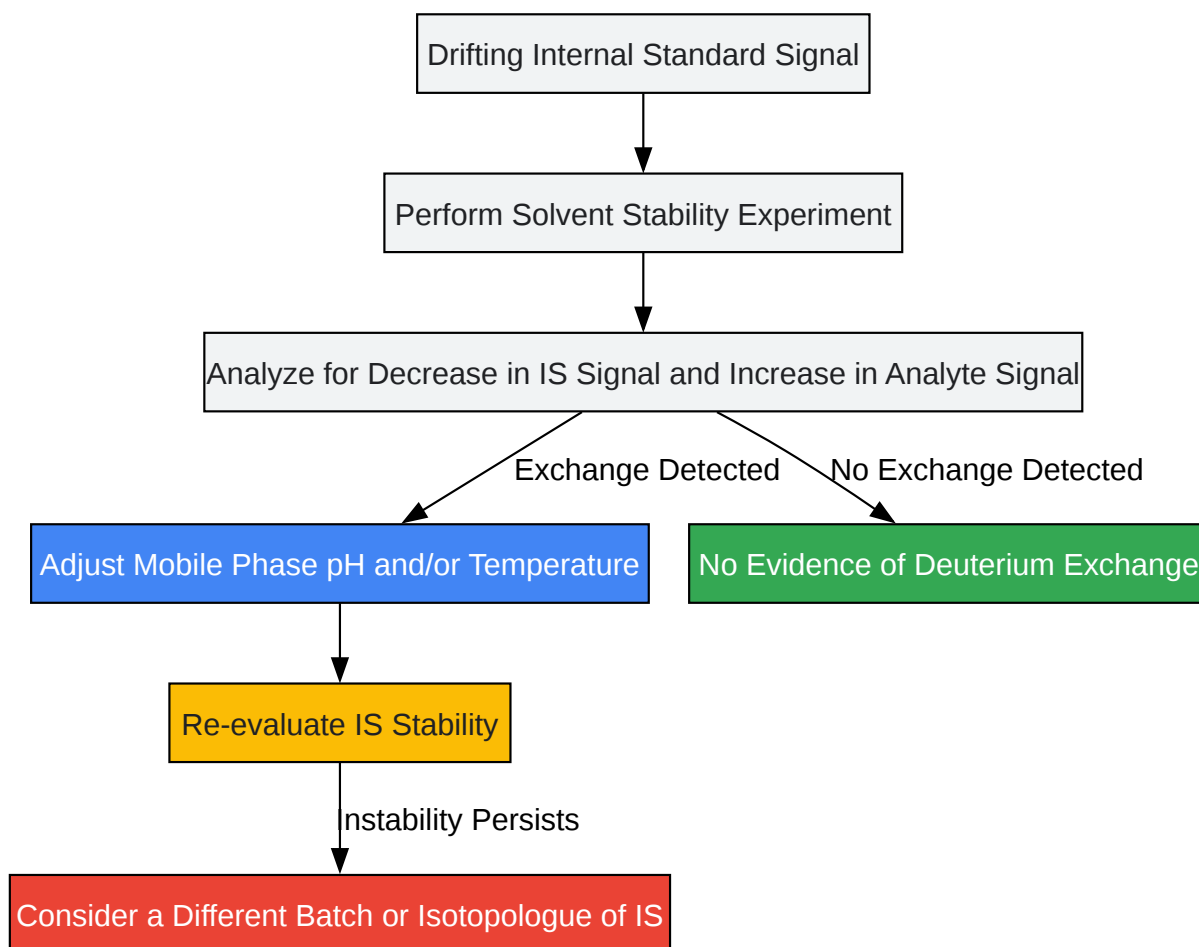 Drifting Internal Standard Signal
Perform Solvent Stability Experiment
Analyze for Decrease in IS Signal and Increase in Analyte Signal
Exchange Detected
No Exchange Detected
Adjust Mobile Phase pH and/or Temperature
No Evidence of Deuterium Exchange
Re-evaluate IS Stability
Instability Persists
Consider a Different Batch or Isotopologue of IS